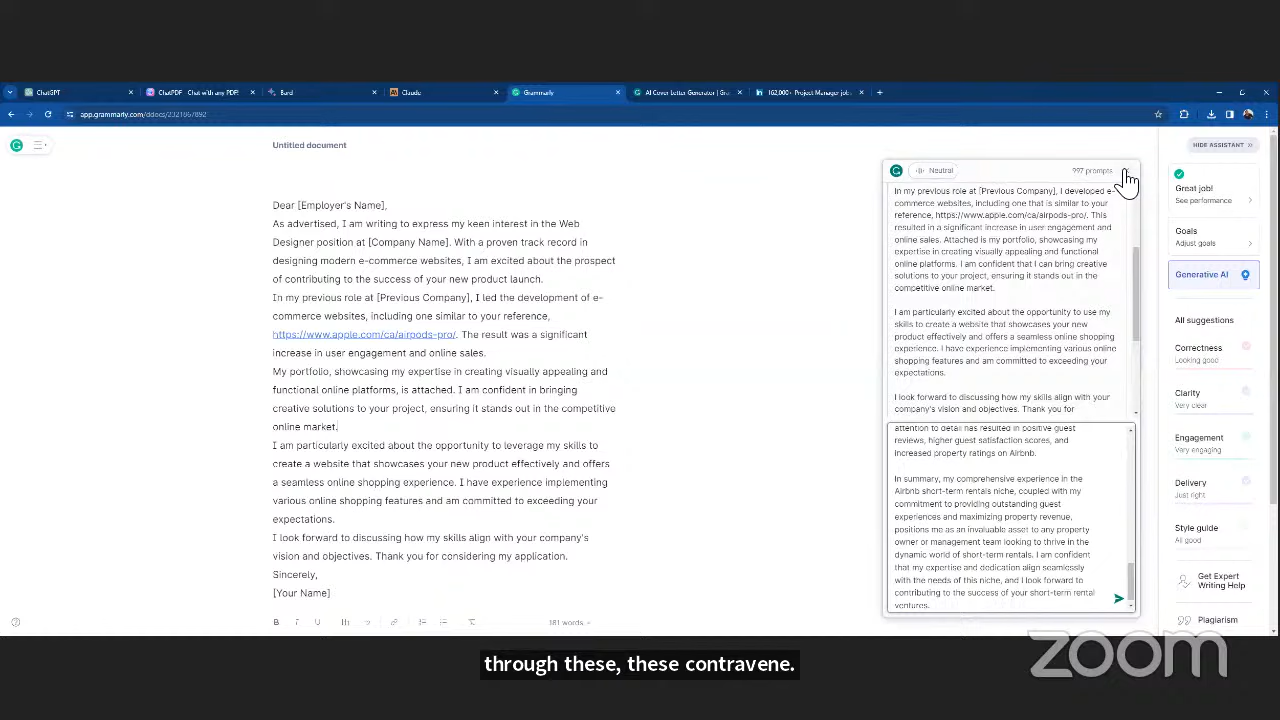 ChatGPT
ChatPDF - Chat with any PDF!
Bard
Claude
Grammarly
AI Cover Letter Generator | Gra
162,000+ Project Manager job
app.grammarly.com/ddocs/2321867892
Untitled document
HIDE ASSISTANT
Dear [Employer's Name],
As advertised, I am writing to express my keen interest in the Web
Designer position at [Company Name]. With a proven track record in
designing modern e-commerce websites, I am excited about the prospect
of contributing to the success of your new product launch.
In my previous role at [Previous Company], I led the development of e-
commerce websites, including one similar to your reference,
https://www.apple.com/ca/airpods-pro/. The result was a significant
increase in user engagement and online sales.
My portfolio, showcasing my expertise in creating visually appealing and
functional online platforms, is attached. I am confident in bringing
creative solutions to your project, ensuring it stands out in the competitive
online market.
I am particularly excited about the opportunity to leverage my skills to
create a website that showcases your new product effectively and offers
a seamless online shopping experience. I have experience implementing
various online shopping features and am committed to exceeding your
expectations.
I look forward to discussing how my skills align with your company's
vision and objectives. Thank you for considering my application.
Sincerely,
[Your Name]
B I U H
181 words
Neutral
997 prompts
In my previous role at [Previous Company], I developed e-
commerce websites, including one that is similar to your
reference, https://www.apple.com/ca/airpods-pro/. This
resulted in a significant increase in user engagement and
online sales. Attached is my portfolio, showcasing my
expertise in creating visually appealing and functional
online platforms. I am confident that I can bring creative
solutions to your project, ensuring it stands out in the
competitive online market.
I am particularly excited about the opportunity to use my
skills to create a website that showcases your new
product effectively and offers a seamless online shopping
experience. I have experience implementing various online
shopping features and am committed to exceeding your
expectations.
I look forward to discussing how my skills align with your
company's vision and objectives. Thank you for
attention to detail has resulted in positive guest
reviews, higher guest satisfaction scores, and
increased property ratings on Airbnb.
In summary, my comprehensive experience in the
Airbnb short-term rentals niche, coupled with my
commitment to providing outstanding guest
experiences and maximizing property revenue,
positions me as an invaluable asset to any property
owner or management team looking to thrive in the
dynamic world of short-term rentals. I am confident
that my expertise and dedication align seamlessly
with the needs of this niche, and I look forward to
contributing to the success of your short-term rental
ventures.
Great job!
See performance
Goals
Adjust goals
Generative AI
All suggestions
Correctness
Looking good
Clarity
Very clear
Engagement
Very engaging
Delivery
Just right
Style guide
All good
Get Expert
Writing Help
Plagiarism
through these, these contravene.
zoom